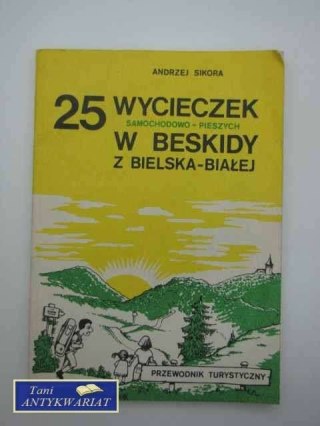 ANDRZEJ SIKORA
25 WYCIECZEK
SAMOCHODOWO-PIESZYCH
W BESKIDY
Z BIELSKA-BIAŁEJ
PRZEWODNIK TURYSTYCZNY
Tani
ANTYKWARIAT